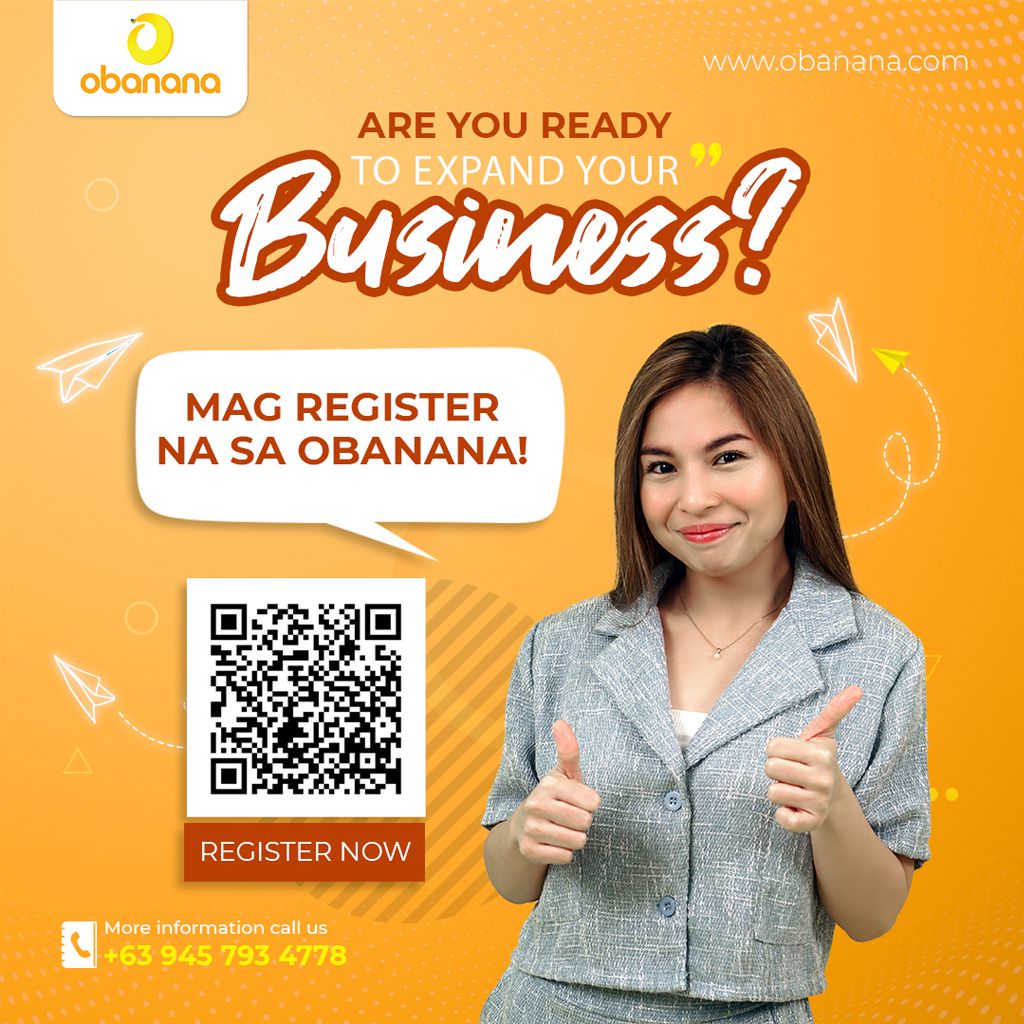 obanana
www.obanana.com
ARE YOU READY
TO EXPAND YOUR ”
Business?
MAG REGISTER
NA SA OBANANA!
REGISTER NOW
More information call us
+63 945 793 4778